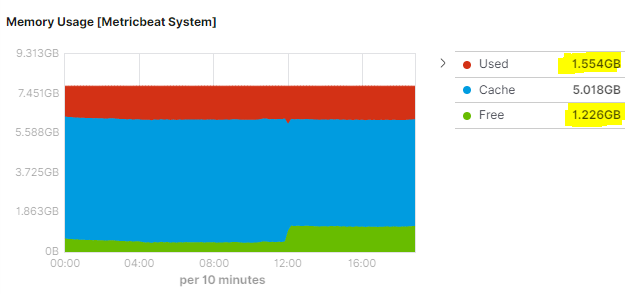 Memory Usage [Metricbeat System]
9.313GB
7.451GB
5.588GB
3.725GB
1.863GB
0B
00:00 04:00 08:00 12:00 16:00
per 10 minutes
Used 1.554GB
Cache 5.018GB
Free 1.226GB